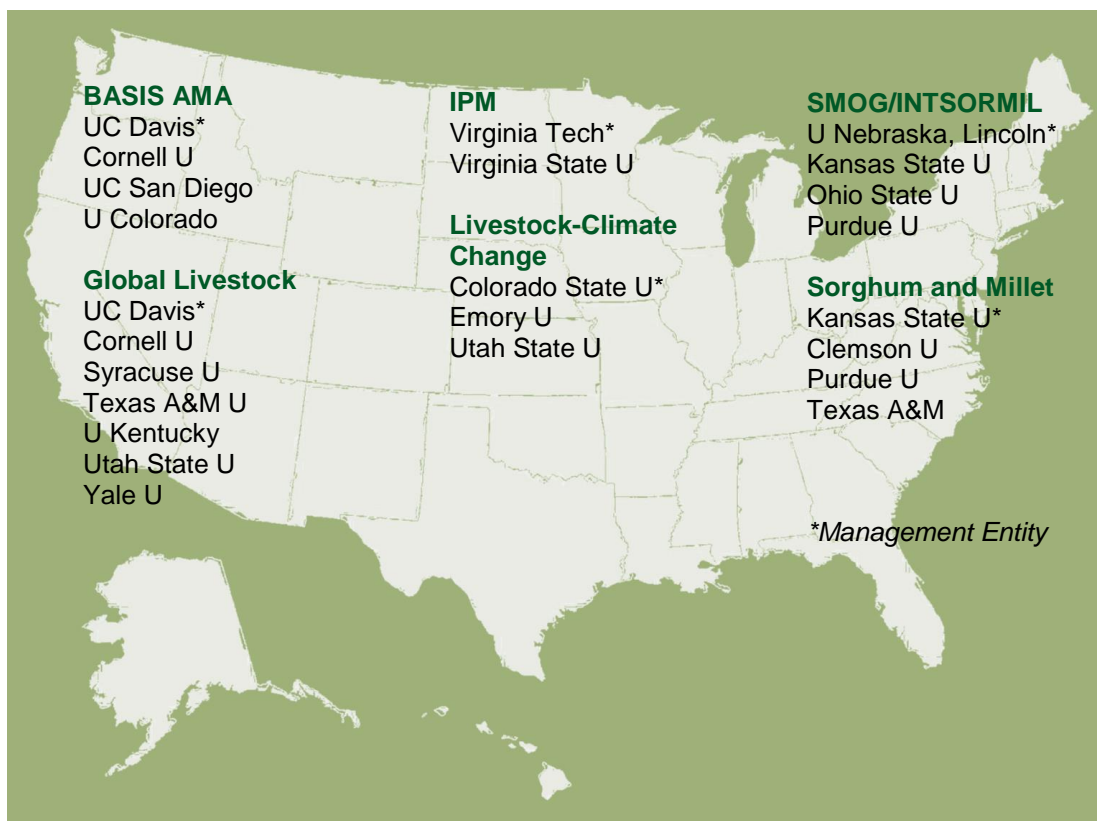 BASIS AMA
UC Davis*
Cornell U
UC San Diego
U Colorado
Global Livestock
UC Davis*
Cornell U
Syracuse U
Texas A&M U
U Kentucky
Utah State U
Yale U
IPM
Virginia Tech*
Virginia State U
Livestock-Climate
Change
Colorado State U*
Emory U
Utah State U
SMOG/INTSORMIL
U Nebraska, Lincoln*
Kansas State U
Ohio State U
Purdue U
Sorghum and Millet
Kansas State U*
Clemson U
Purdue U
Texas A&M
*Management Entity